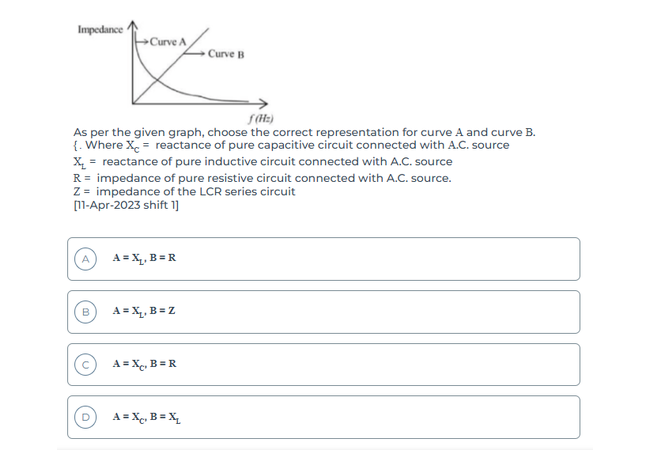 Impedance
Curve A
Curve B
f(Hz)
As per the given graph, choose the correct representation for curve A and curve B.
{. Where X_C = reactance of pure capacitive circuit connected with A.C. source
X_L = reactance of pure inductive circuit connected with A.C. source
R = impedance of pure resistive circuit connected with A.C. source.
Z = impedance of the LCR series circuit
[11-Apr-2023 shift 1]
A A = X_L, B = R
B A = X_L, B = Z
C A = X_C, B = R
D A = X_C, B = X_L